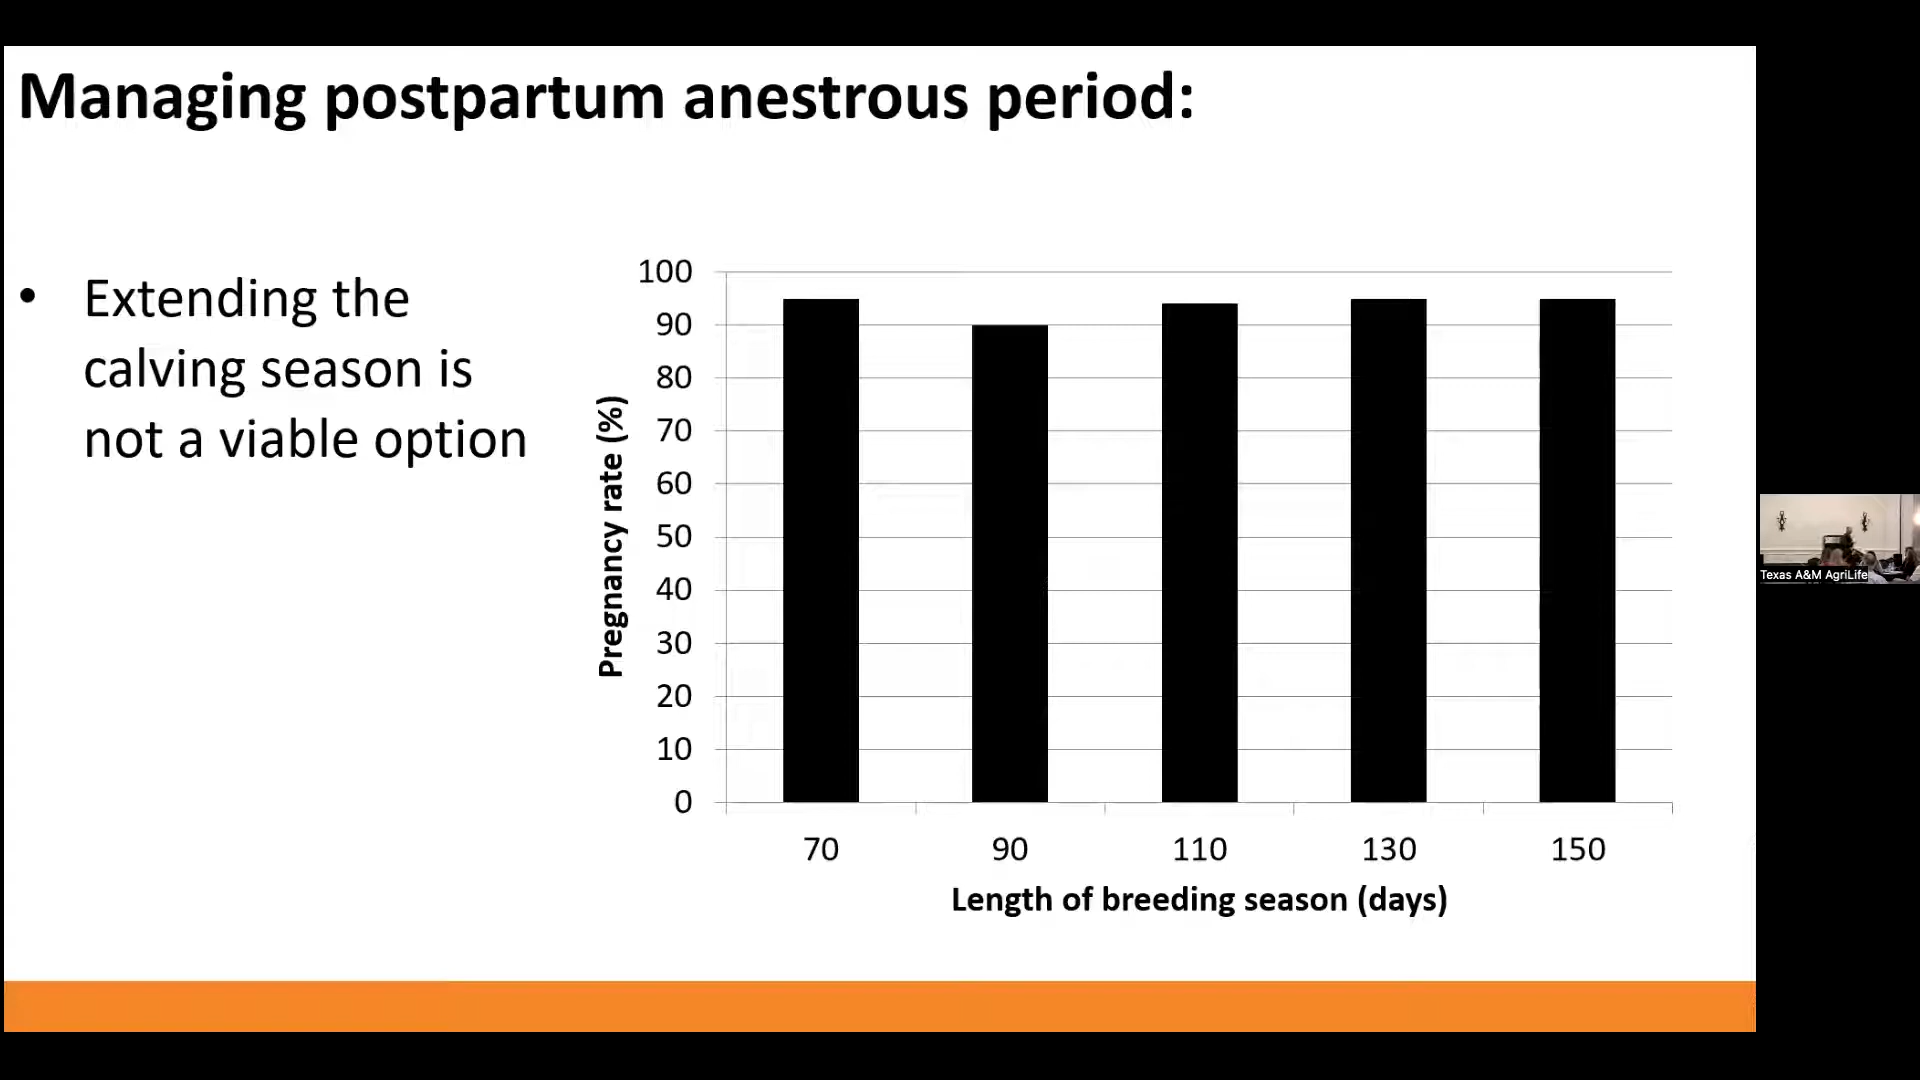 Managing postpartum anestrous period:
• Extending the
calving season is
not a viable option
Pregnancy rate (%)
100
90
80
70
60
50
40
30
20
10
0
70 90 110 130 150
Length of breeding season (days)
Texas A&M AgriLife